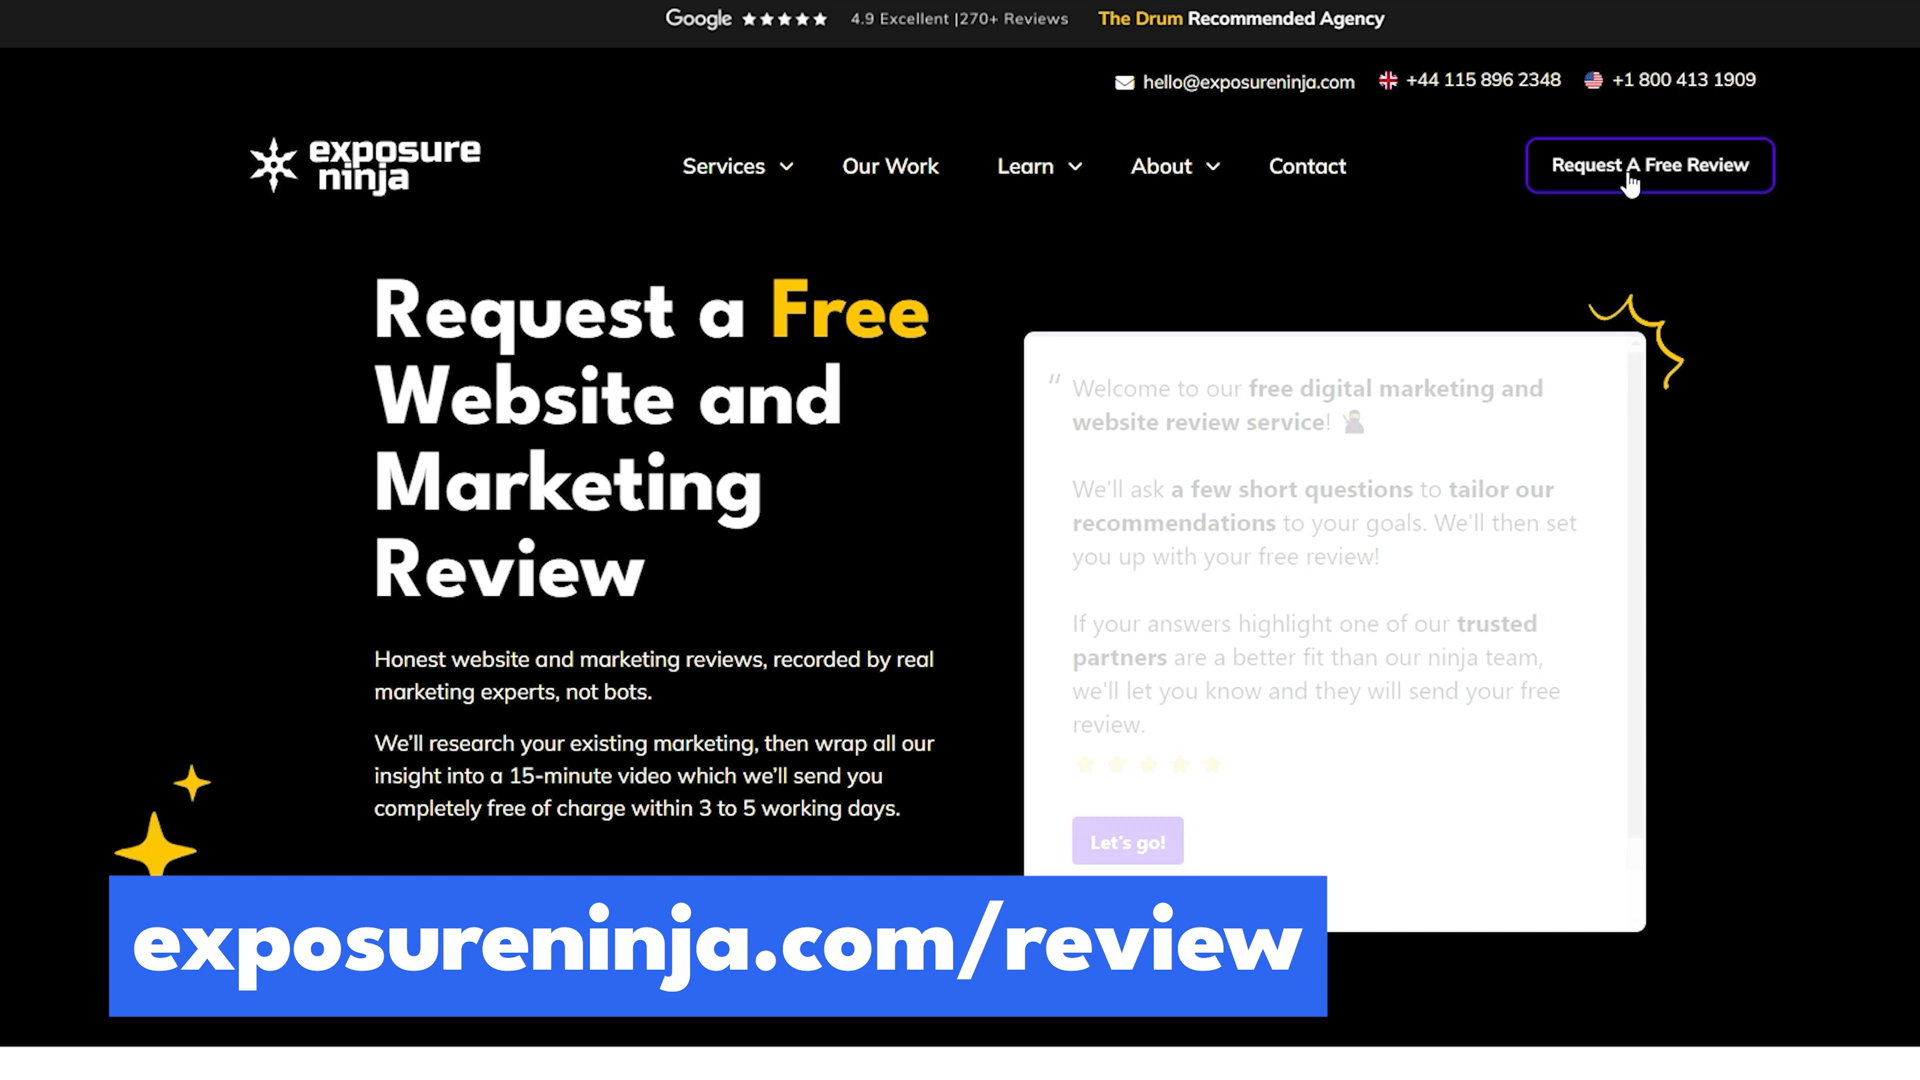 Google 4.9 Excellent |270+ Reviews The Drum Recommended Agency
hello@exposureninja.com +44 115 896 2348 +1 800 413 1909
exposure
ninja
Services Our Work Learn About Contact Request A Free Review
Request a Free
Website and
Marketing
Review
Honest website and marketing reviews, recorded by real
marketing experts, not bots.
We'll research your existing marketing, then wrap all our
insight into a 15-minute video which we'll send you
completely free of charge within 3 to 5 working days.
" Welcome to our free digital marketing and
website review service!
We'll ask a few short questions to tailor our
recommendations to your goals. We'll then set
you up with your free review!
If your answers highlight one of our trusted
partners are a better fit than our ninja team,
we'll let you know and they will send your free
review.
Let's go!
exposureninja.com/review